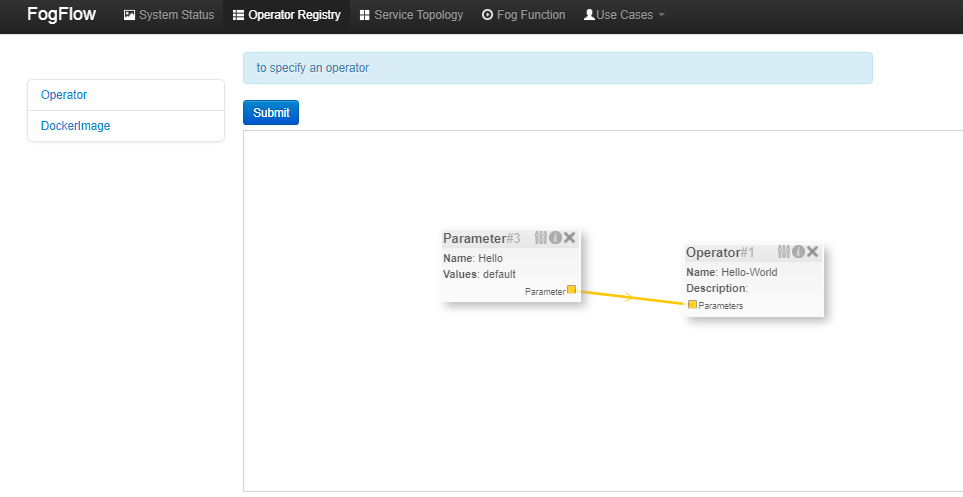 FogFlow System Status Operator Registry Service Topology Fog Function Use Cases
to specify an operator
Operator
DockerImage
Submit
Parameter#3
Name: Hello
Values: default
Parameter
Operator#1
Name: Hello-World
Description:
Parameters